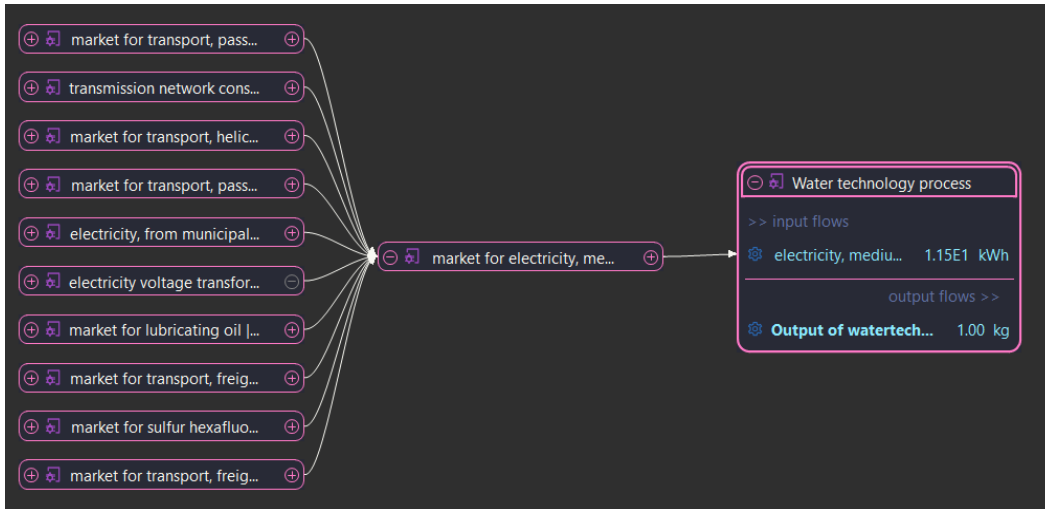 market for transport, pass...
transmission network cons...
market for transport, helic...
market for transport, pass...
electricity, from municipal...
electricity voltage transfor...
market for lubricating oil |...
market for transport, freig...
market for sulfur hexafluo...
market for transport, freig...
market for electricity, me...
Water technology process
>> input flows
electricity, mediu... 1.15E1 kWh
output flows >>
Output of watertech... 1.00 kg